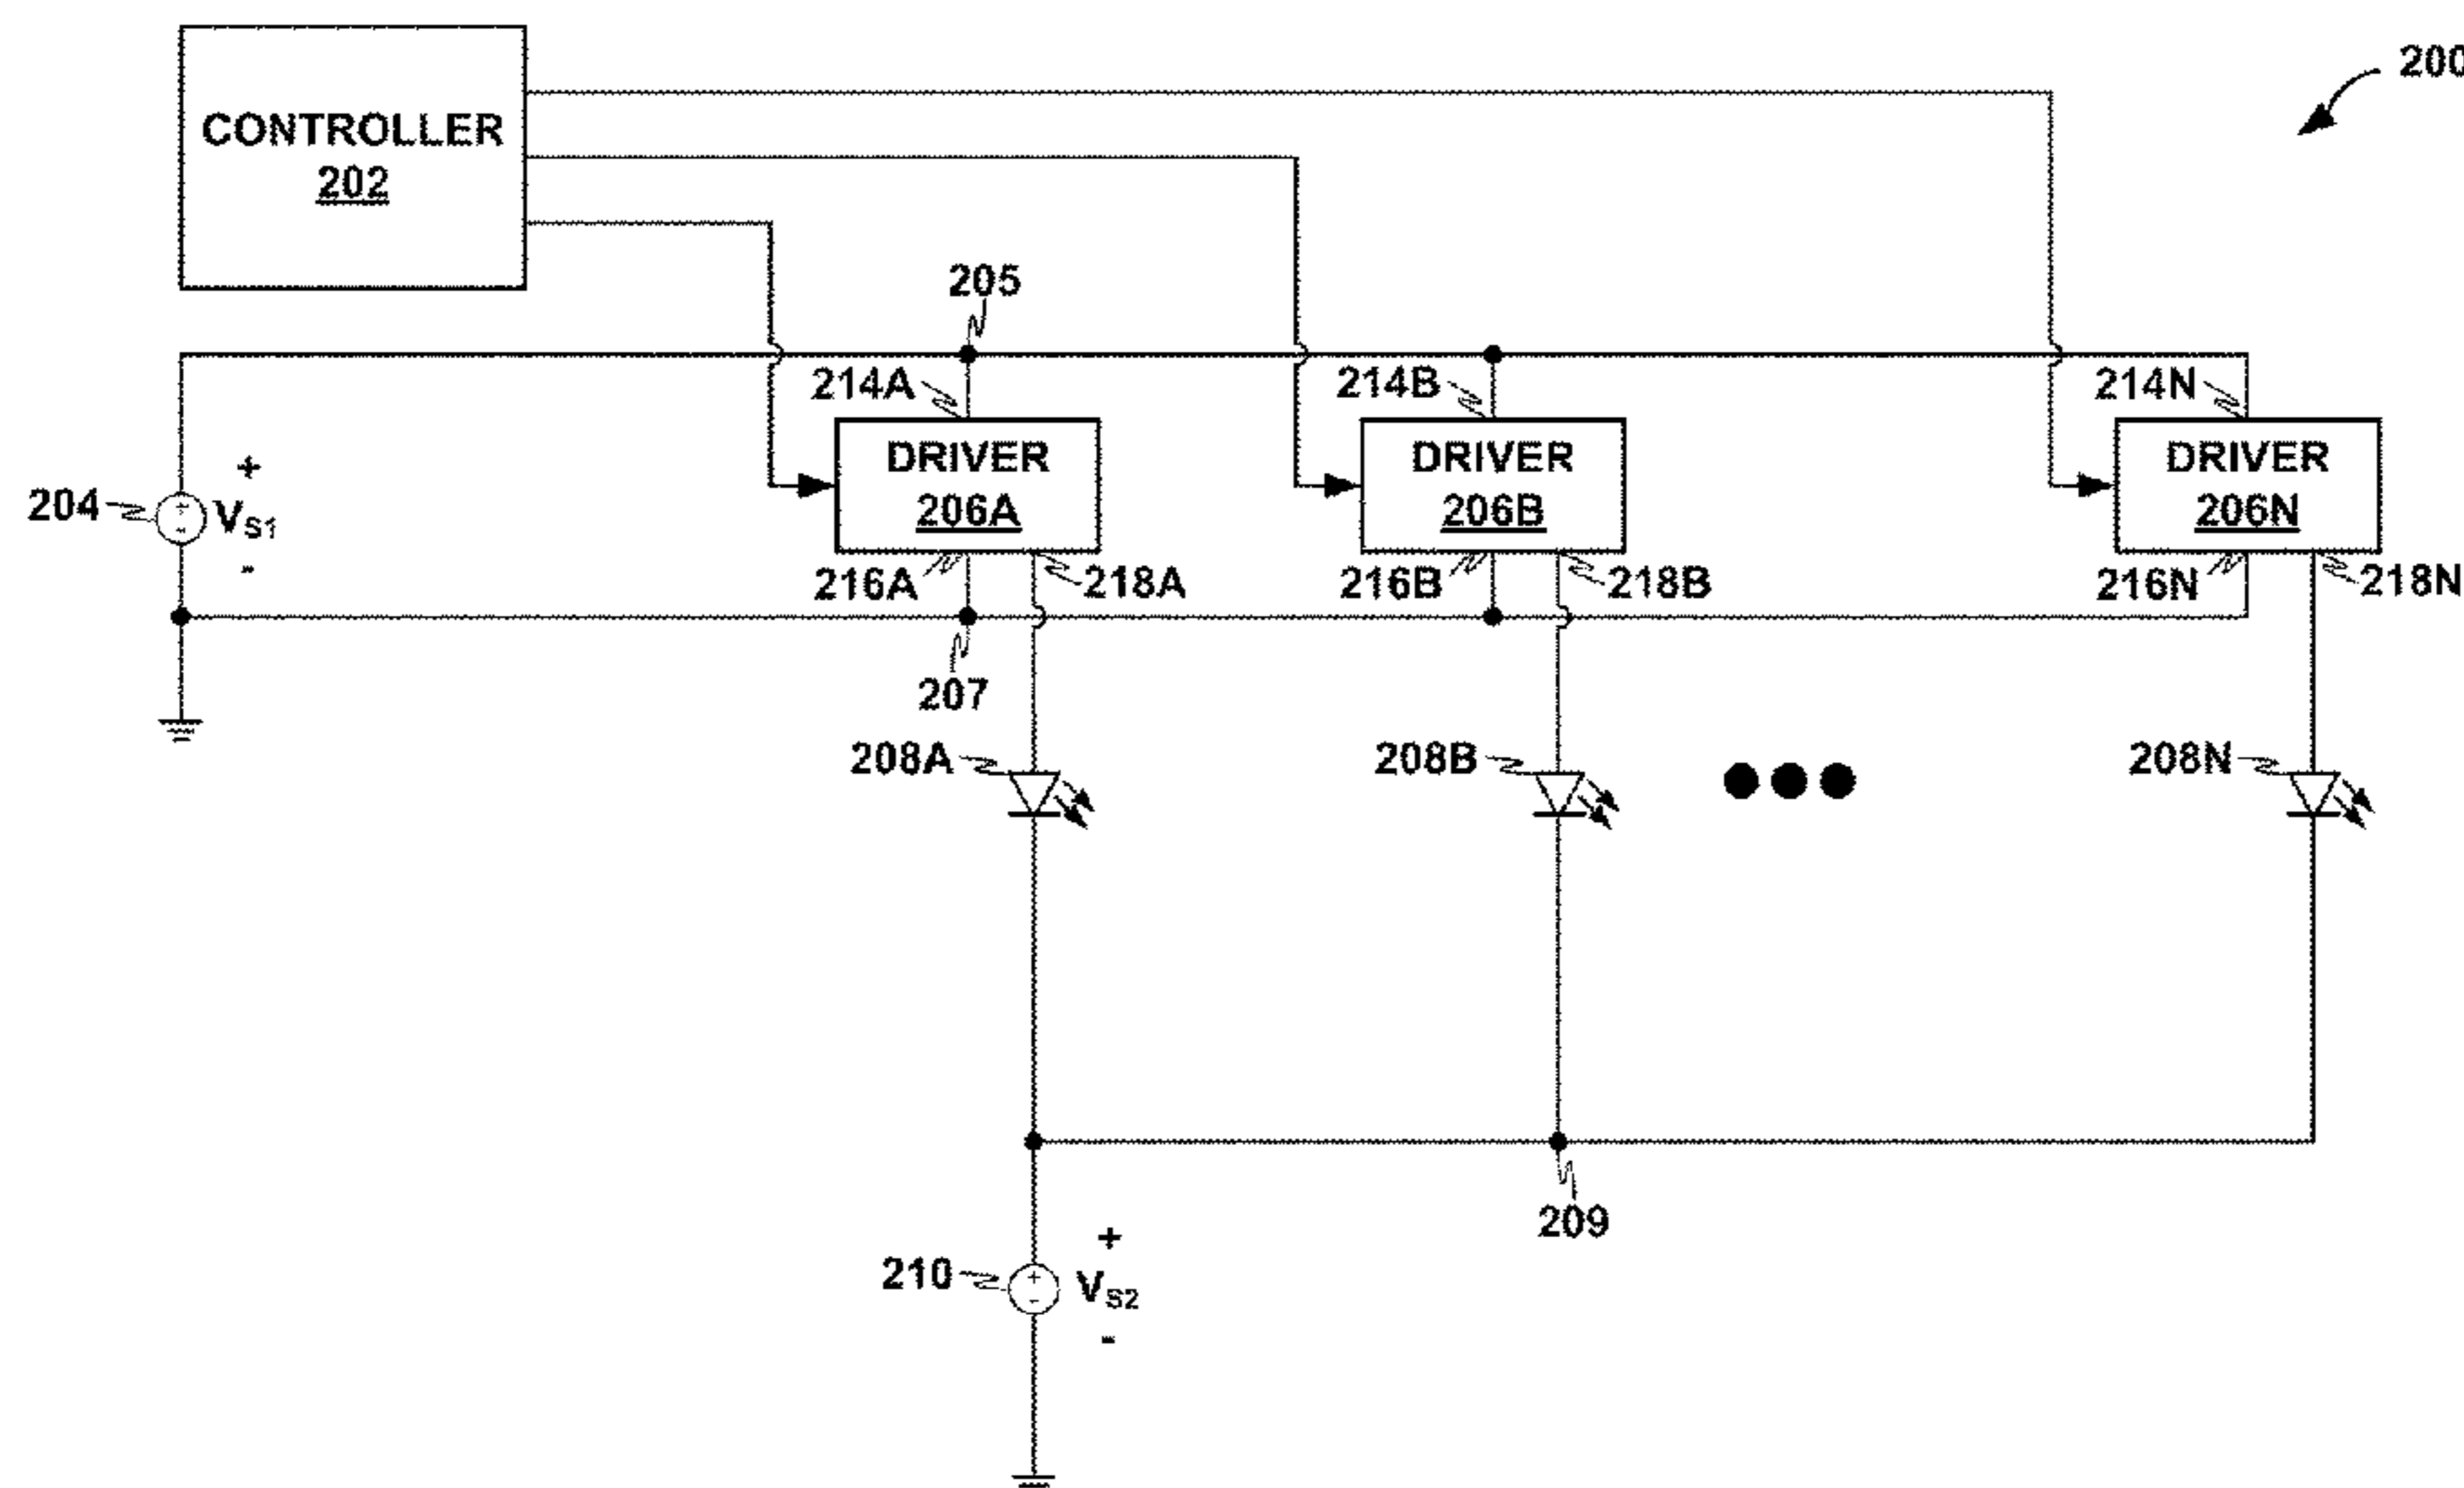 200
CONTROLLER
202
205
214A
214B
214N
DRIVER
206A
DRIVER
206B
DRIVER
206N
204
+
VS1
-
216A
218A
216B
218B
216N
218N
207
208A
208B
208N
209
210
+
VS2
-